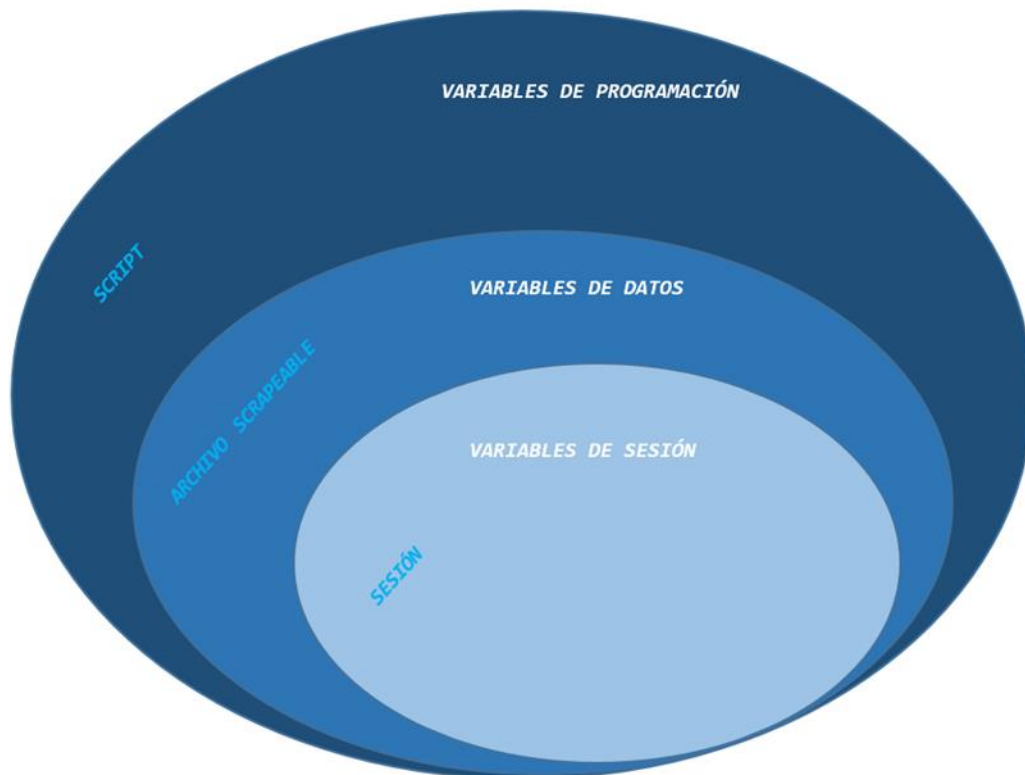 VARIABLES DE PROGRAMACIÓN
SCRIPT
VARIABLES DE DATOS
ARCHIVO SCRAPEABLE
VARIABLES DE SESIÓN
SESIÓN